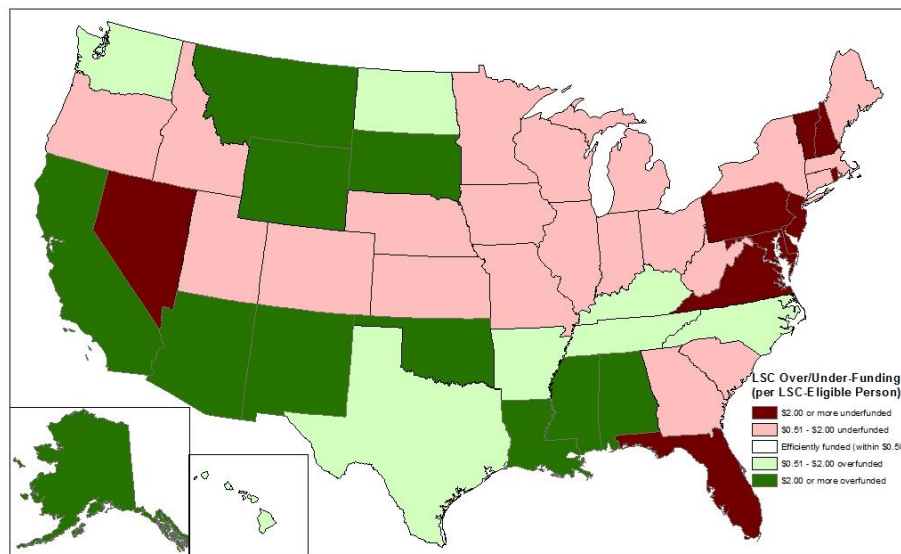 LSC Over/Under-Funding
(per LSC-Eligible Person)
$2.00 or more underfunded
$0.51 - $2.00 underfunded
Efficiently funded (within $0.50
$0.51 - $2.00 overfunded
$2.00 or more overfunded